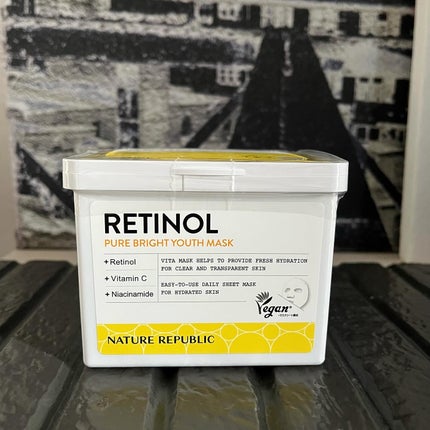 RETINOL
PURE BRIGHT YOUTH MASK
+ Retinol
+ Vitamin C
+ Niacinamide
VITA MASK HELPS TO PROVIDE FRESH HYDRATION
FOR CLEAR AND TRANSPARENT SKIN
EASY-TO-USE DAILY SHEET MASK
FOR HYDRATED SKIN
Vegan
NATURE REPUBLIC